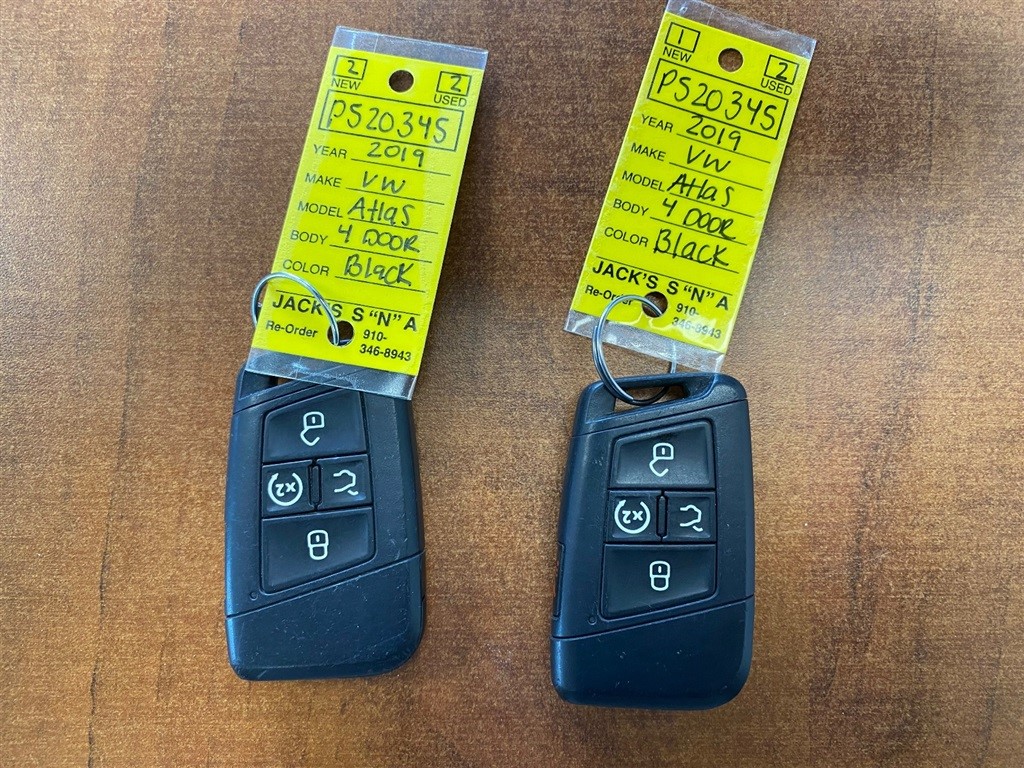 2 2
NEW USED
PS20345
YEAR 2019
MAKE VW
MODEL Atlas
BODY 4 DOOR
COLOR Black
JACK'S S "N" A
Re-Order 910-
346-8943
x2
1 2
NEW USED
PS20345
YEAR 2019
MAKE VW
MODEL Atlas
BODY 4 DOOR
COLOR Black
JACK'S S "N" A
Re-Order 910-
346-8943
x2